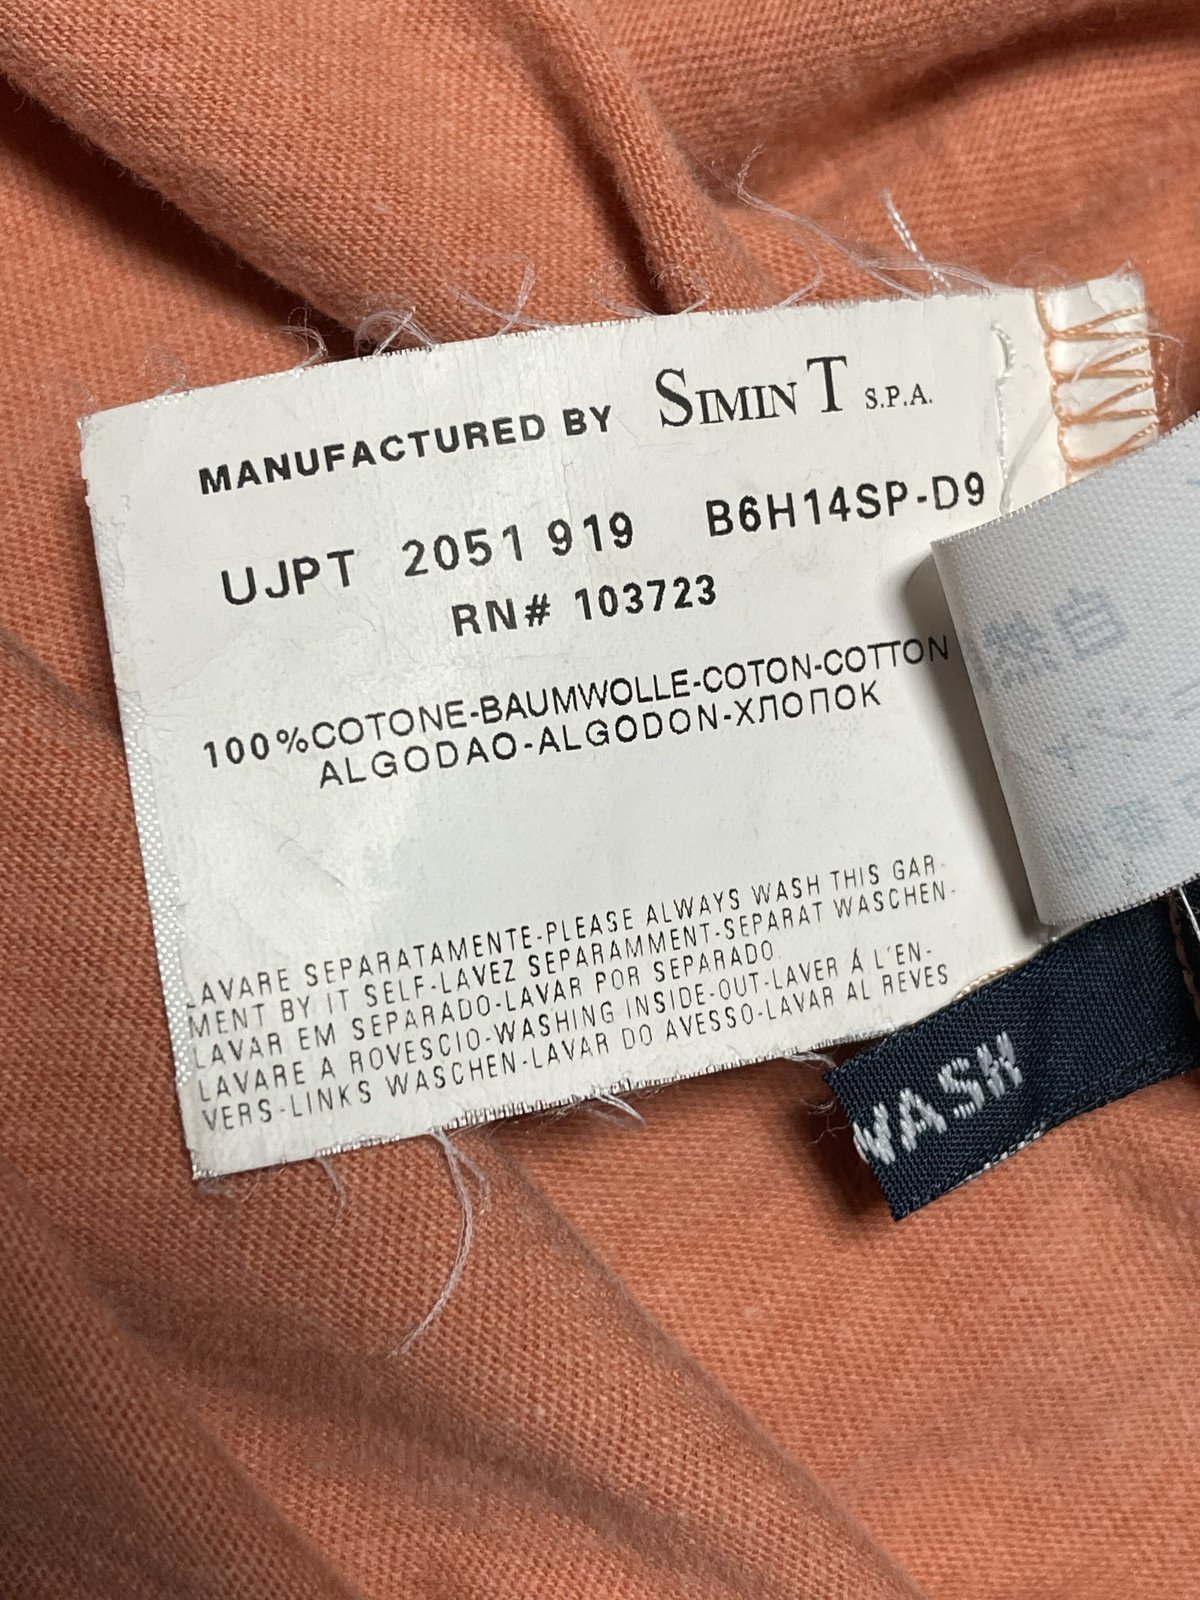 MANUFACTURED BY SIMIN T S.P.A.
UJPT 2051 919 B6H14SP-D9
RN# 103723
100%COTONE-BAUMWOLLE-COTON-COTTON
ALGODAO-ALGODON-ХЛОПОК
LAVARE SEPARATAMENTE-PLEASE ALWAYS WASH THIS GAR-
MENT BY IT SELF-LAVEZ SEPARAMMENT-SEPARAT WASCHEN-
LAVAR EM SEPARADO-LAVAR POR SEPARADO.
LAVARE A ROVESCIO-WASHING INSIDE-OUT-LAVER Á L'EN-
VERS-LINKS WASCHEN-LAVAR DO AVESSO-LAVAR AL REVES
WASH